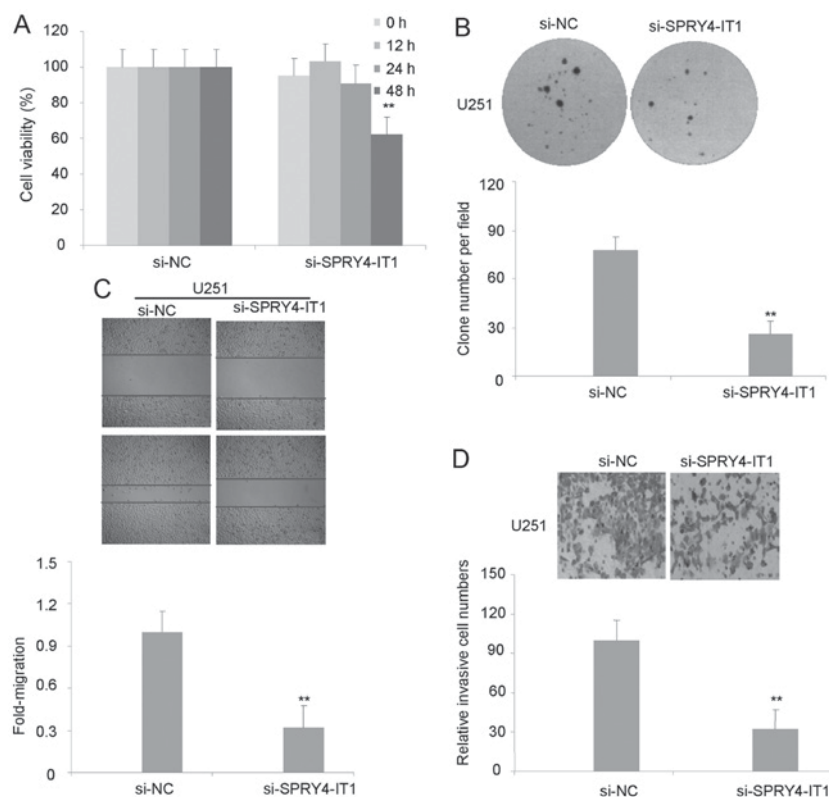 A
120
100
80
60
40
20
0
Cell viability (%)
0 h
12 h
24 h
48 h
**
si-NC
si-SPRY4-IT1
B
si-NC
si-SPRY4-IT1
U251
120
90
60
30
0
Clone number per field
**
si-NC
si-SPRY4-IT1
C
U251
si-NC
si-SPRY4-IT1
1.5
1.2
0.9
0.6
0.3
0
Fold-migration
**
si-NC
si-SPRY4-IT1
D
si-NC
si-SPRY4-IT1
U251
150
120
90
60
30
0
Relative invasive cell numbers
**
si-NC
si-SPRY4-IT1